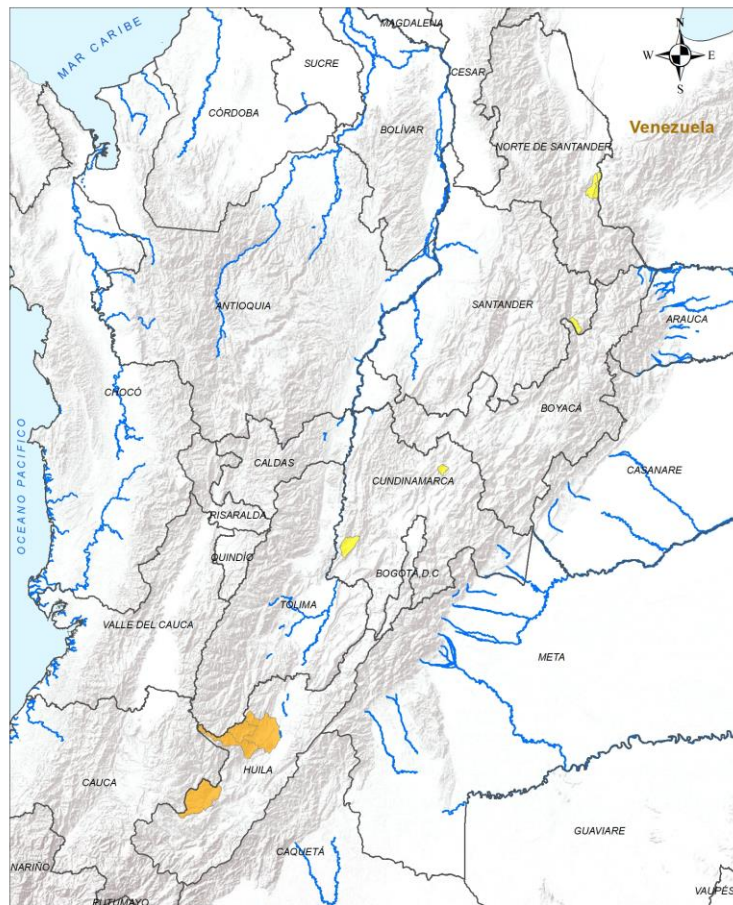 MAGDALENA
N
MAR CARIBE
SUCRE
CESAR
W
E
S
CÓRDOBA
BOLÍVAR
Venezuela
NORTE DE SANTANDER
ANTIOQUIA
SANTANDER
ARAUCA
CHOCÓ
BOYACÁ
OCEANO PACIFICO
CALDAS
CUNDINAMARCA
CASANARE
RISARALDA
QUINDÍO
BOGOTÁ, D.C
TOLIMA
VALLE DEL CAUCA
META
HUILA
CAUCA
GUAVIARE
CAQUETÁ
NARIÑO
PUTUMAYO
VAUPÉS